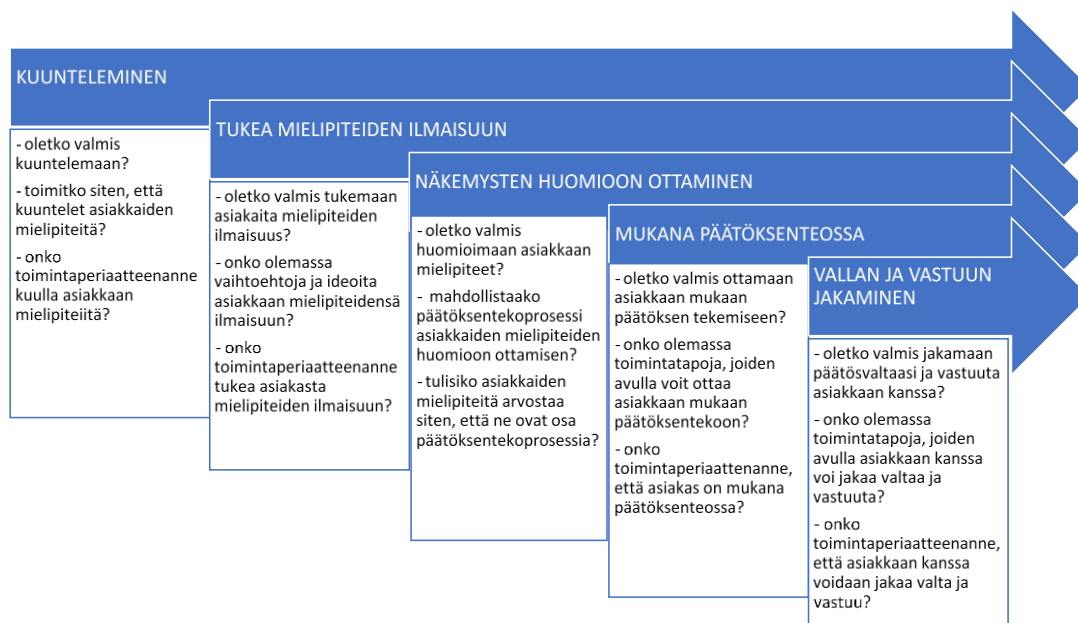 KUUNTELEMINEN
- oletko valmis
kuuntelemaan?
- toimitko siten, että
kuuntelet asiakkaiden
mielipiteitä?
- onko
toimintaperiaatteenanne
kuulla asiakkaan
mielipiteiitä?
TUKEA MIELIPITEIDEN ILMAISUUN
- oletko valmis tukemaan
asiakaita mielipiteiden
ilmaisuus?
- onko olemassa
vaihtoehtoja ja ideoita
asiakkaan mielipiteidensä
ilmaisuun?
- onko
toimintaperiaatteenanne
tukea asiakasta
mielipiteiden ilmaisuun?
NÄKEMYSTEN HUOMIOON OTTAMINEN
- oletko valmis
huomioimaan asiakkaan
mielipiteet?
- mahdollistaako
päätöksentekoprosessi
asiakkaiden mielipiteiden
huomioon ottamisen?
- tulisiko asiakkaiden
mielipiteitä arvostaa
siten, että ne ovat osa
päätöksentekoprosessia?
MUKANA PÄÄTÖKSENTEOSSA
- oletko valmis ottamaan
asiakkaan mukaan
päätöksen tekemiseen?
- onko olemassa
toimintatapoja, joiden
avulla voit ottaa
asiakkaan mukaan
päätöksentekoon?
- onko
toimintaperiaattenanne,
että asiakas on mukana
päätöksenteossa?
VALLAN JA VASTUUN
JAKAMINEN
- oletko valmis jakamaan
päätösvaltaasi ja vastuuta
asiakkaan kanssa?
- onko olemassa
toimintatapoja, joiden
avulla asiakkaan kanssa
voi jakaa valtaa ja
vastuuta?
- onko
toimintaperiaatteenanne,
että asiakkaan kanssa
voidaan jakaa valta ja
vastuu?